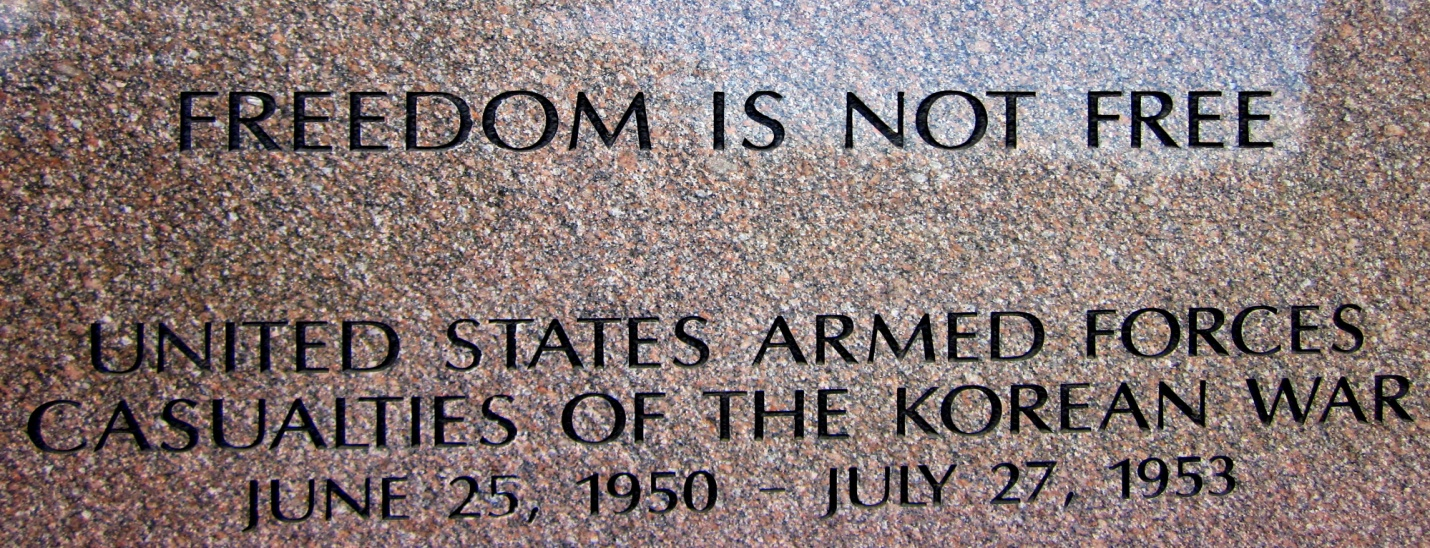 FREEDOM IS NOT FREE
UNITED STATES ARMED FORCES
CASUALTIES OF THE KOREAN WAR
JUNE 25, 1950 - JULY 27, 1953